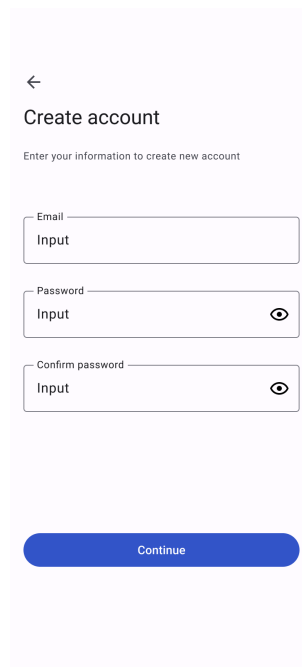 Create account
Enter your information to create new account
Email
Input
Password
Input
Confirm password
Input
Continue